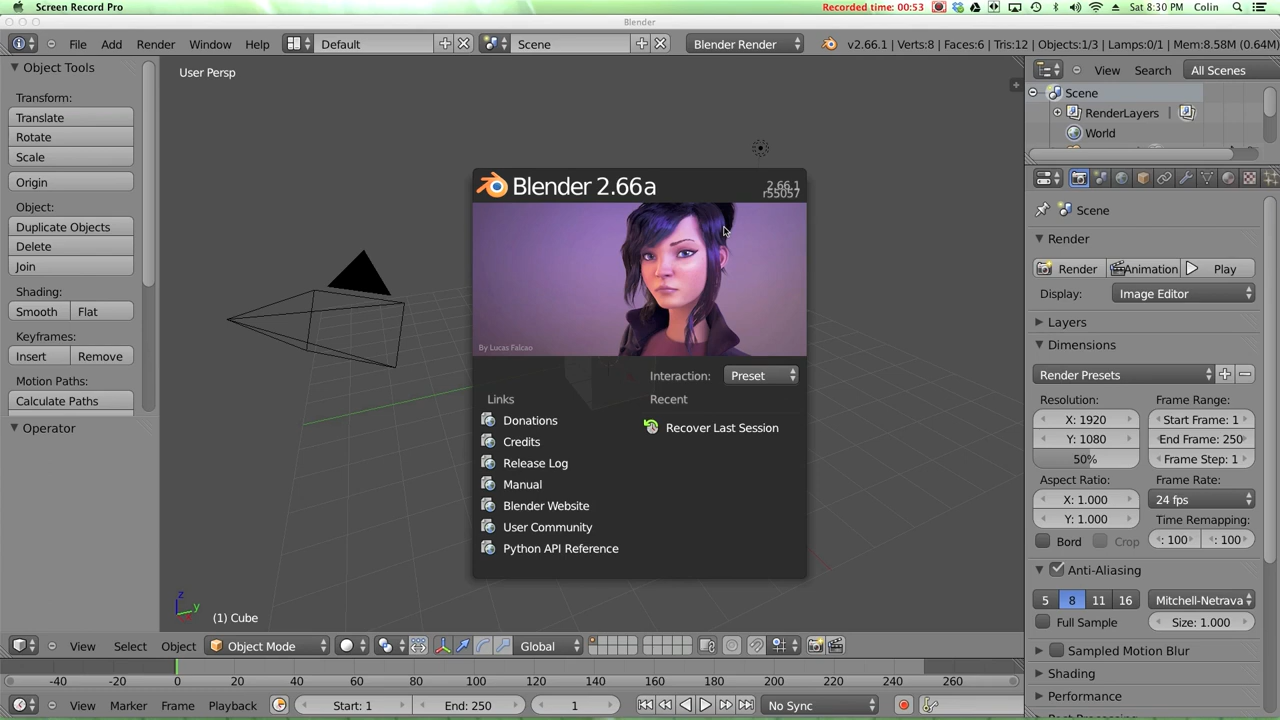 Screen Record Pro
Recorded time: 00:53
Sat 8:30 PM Colin
Blender
File Add Render Window Help
Default
Scene
Blender Render
v2.66.1 | Verts:8 | Faces:6 | Tris:12 | Objects:1/3 | Lamps:0/1 | Mem:8.58M (0.64M)
Object Tools
Transform:
Translate
Rotate
Scale
Origin
Object:
Duplicate Objects
Delete
Join
Shading:
Smooth Flat
Keyframes:
Insert Remove
Motion Paths:
Calculate Paths
Operator
User Persp
Blender 2.66a
2.66.1
r55057
By Lucas Falcao
Interaction: Preset
Links
Recent
Donations
Recover Last Session
Credits
Release Log
Manual
Blender Website
User Community
Python API Reference
z
y
(1) Cube
View Search All Scenes
Scene
RenderLayers |
World
Scene
Render
Render Animation Play
Display: Image Editor
Layers
Dimensions
Render Presets
Resolution: Frame Range:
X: 1920 Start Frame: 1
Y: 1080 End Frame: 250
50% Frame Step: 1
Aspect Ratio: Frame Rate:
X: 1.000 24 fps
Y: 1.000 Time Remapping:
Bord Crop : 100 : 100
Anti-Aliasing
5 8 11 16 Mitchell-Netrava
Full Sample Size: 1.000
Sampled Motion Blur
Shading
Performance
View Select Object Object Mode Global
-40 -20 0 20 40 60 80 100 120 140 160 180 200 220 240 260
View Marker Frame Playback Start: 1 End: 250 1 No Sync